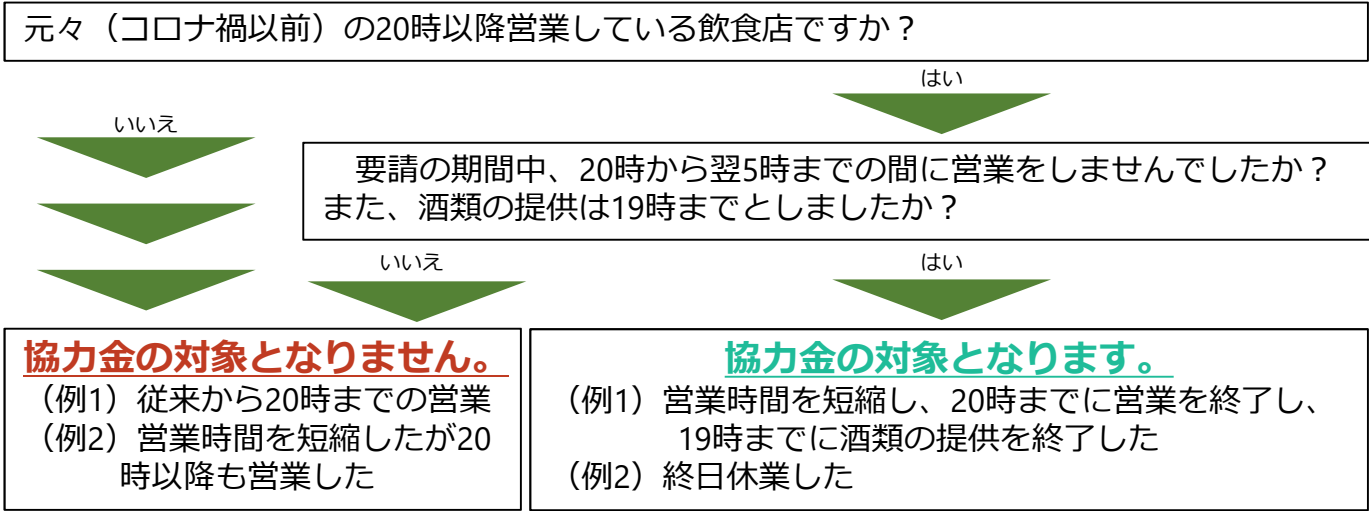 元々（コロナ禍以前）の20時以降営業している飲食店ですか？
はい
いいえ
要請の期間中、20時から翌5時までの間に営業をしませんでしたか？
また、酒類の提供は19時までとしましたか？
いいえ
はい
協力金の対象となりません。
（例1）従来から20時までの営業
（例2）営業時間を短縮したが20
時以降も営業した
協力金の対象となります。
（例1）営業時間を短縮し、20時までに営業を終了し、
19時までに酒類の提供を終了した
（例2）終日休業した